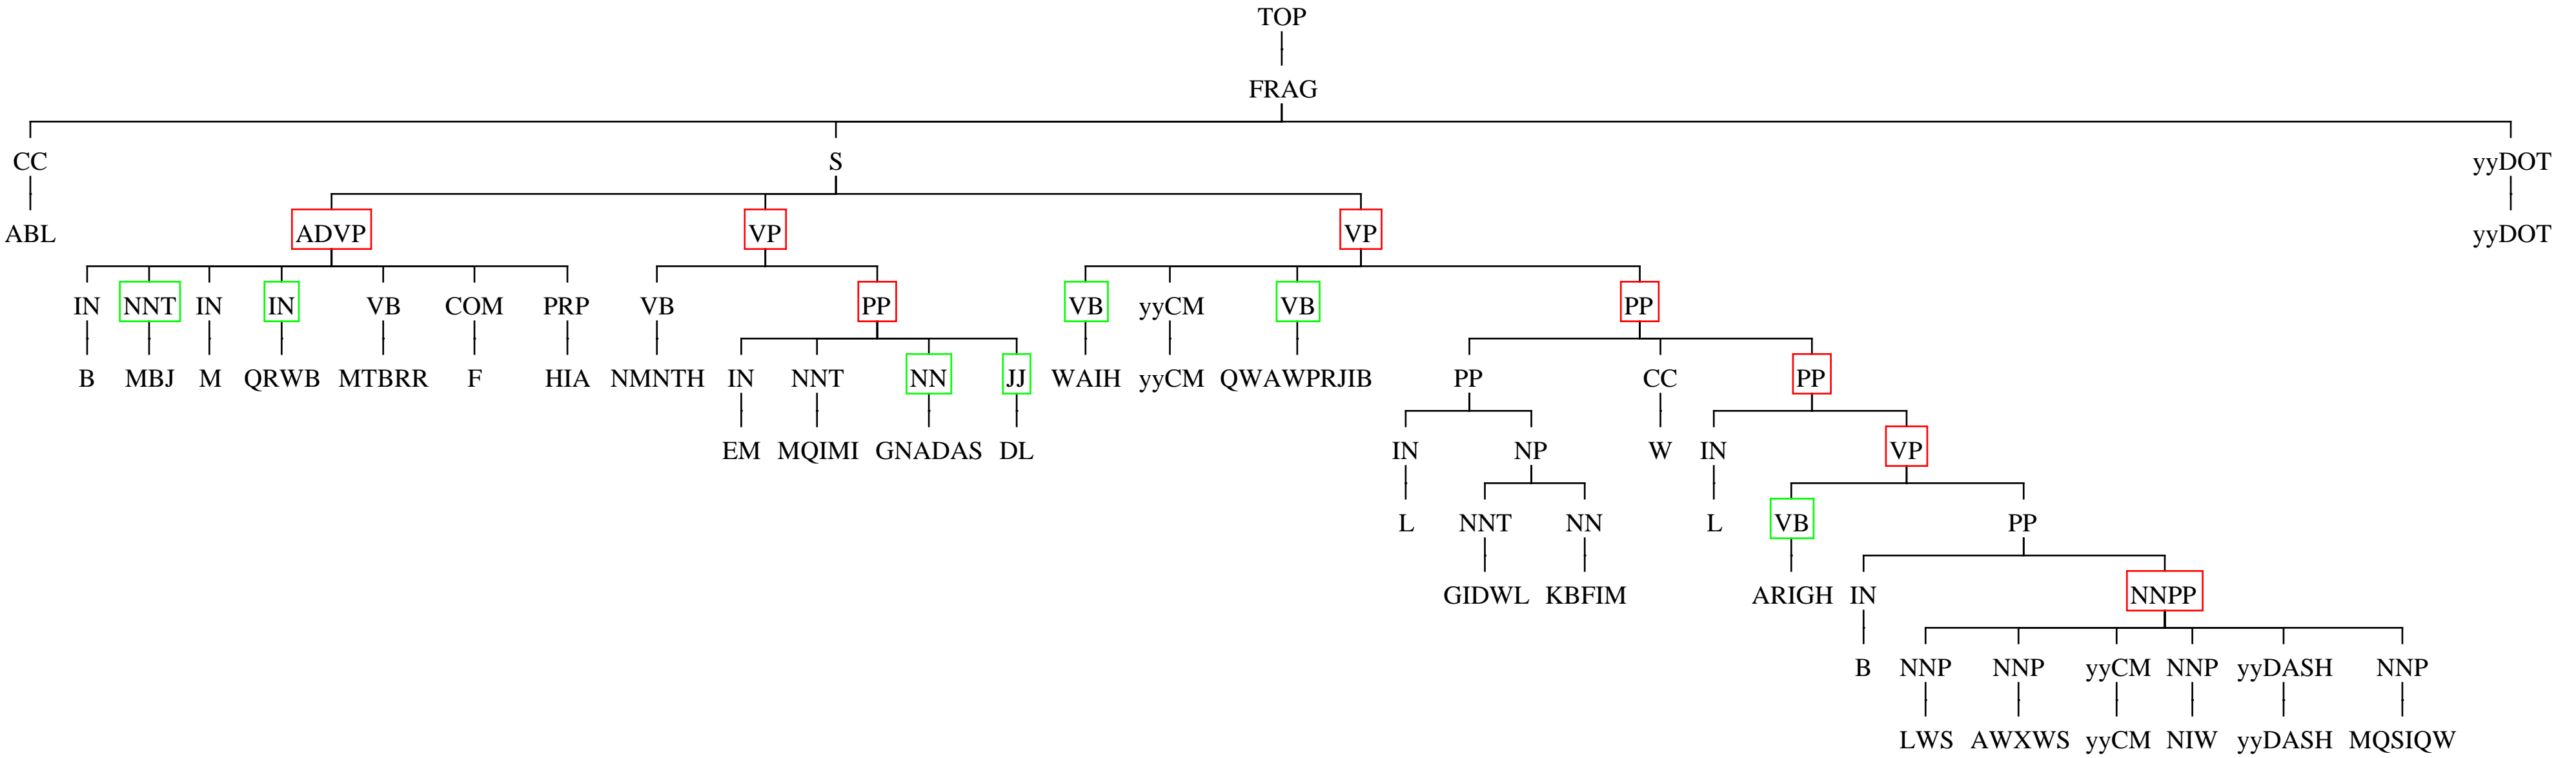 TOP
FRAG
CC S yyDOT
ABL ADVP VP VP yyDOT
IN NNT IN IN VB COM PRP VB PP VB yyCM VB PP
B MBJ M QRWB MTBRR F HIA NMNTH IN NNT NN JJ WAIH yyCM QWAWPRJIB PP CC PP
EM MQIMI GNADAS DL IN NP W IN VP
L NNT NN L VB PP
GIDWL KBFIM ARIGH IN NNPP
B NNP NNP yyCM NNP yyDASH NNP
LWS AWXWS yyCM NIW yyDASH MQSIQW